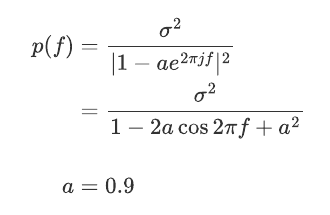 p(f) = σ² / |1 − ae^{2πjf}|²
= σ² / 1 − 2a cos 2πf + a²
a = 0.9